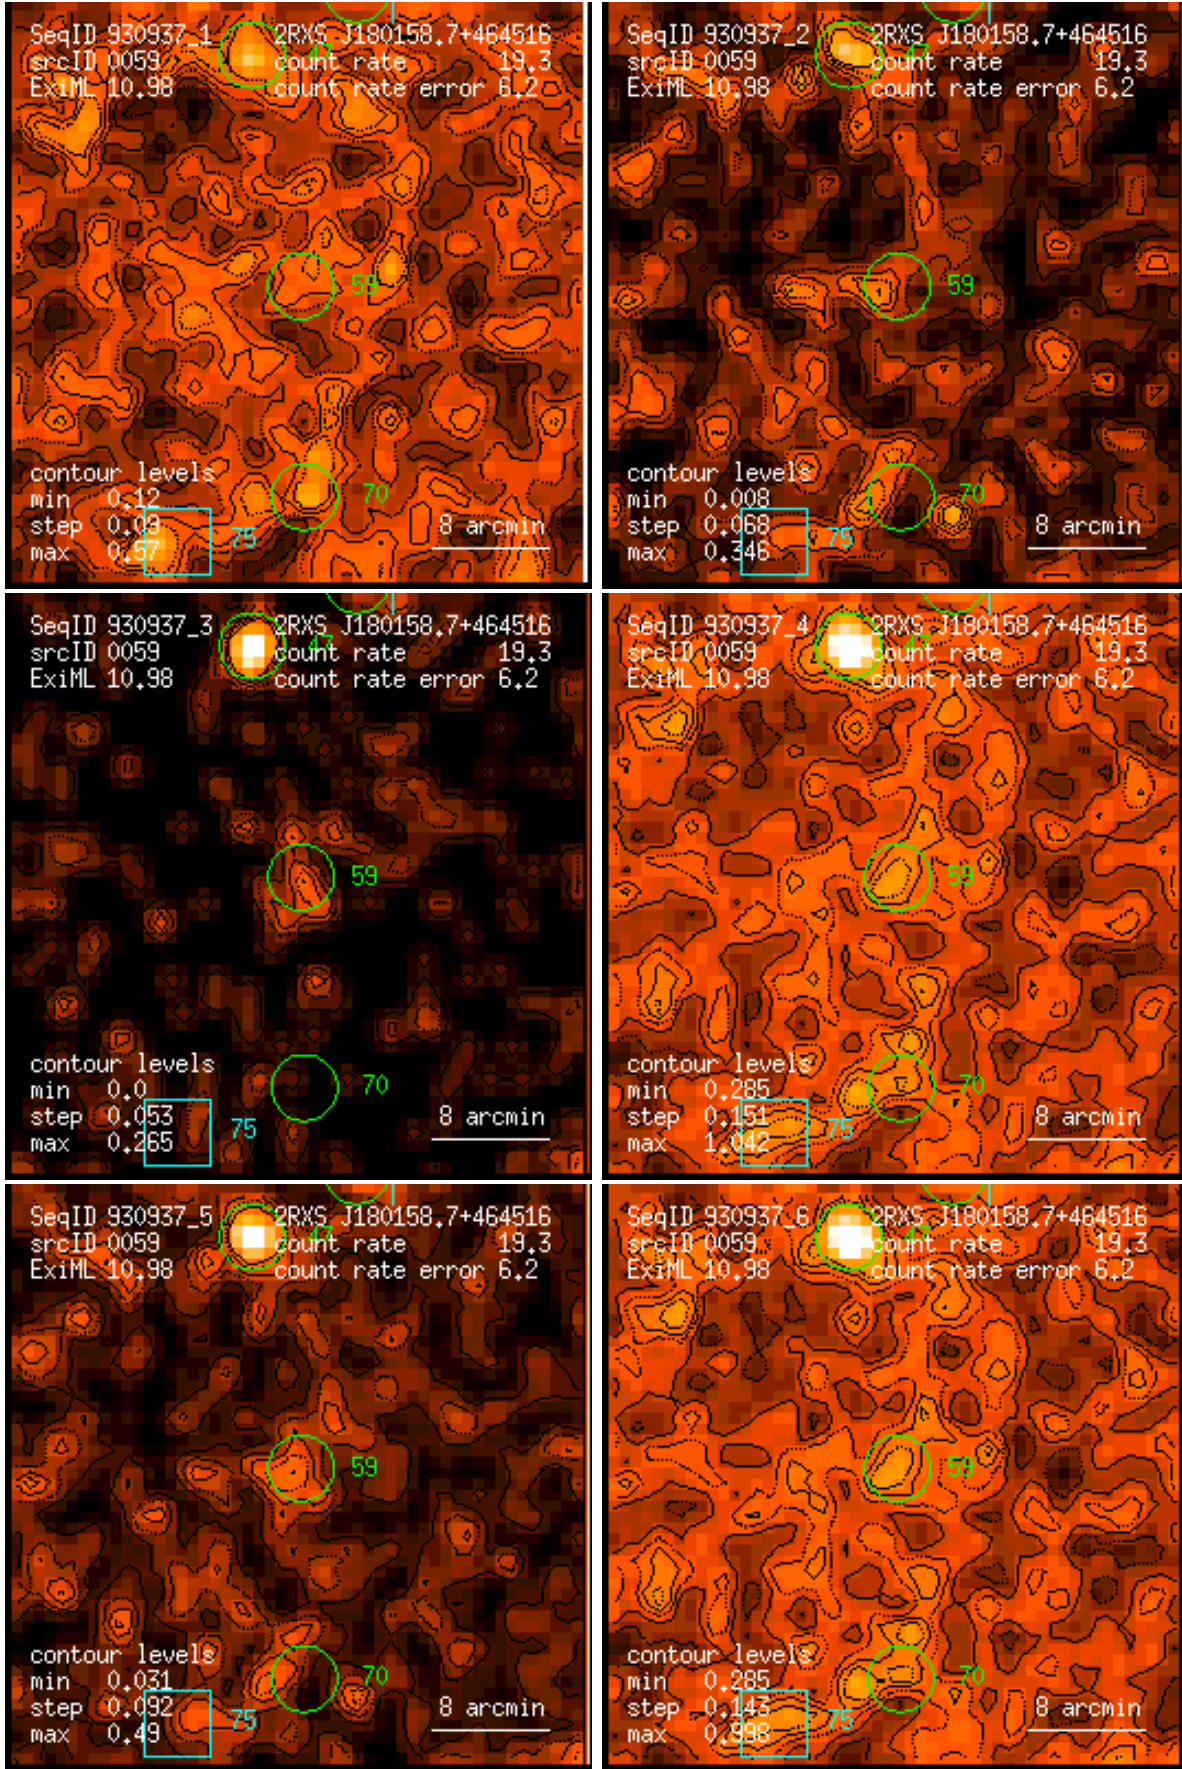 SeqID 930937_1 2RXS J180158.7+464516
srcID 0059 47 count rate 19.3
ExiML 10.98 count rate error 6.2
59
contour levels
min 0.12 70
step 0.09
max 0.57 75 8 arcmin
SeqID 930937_2 2RXS J180158.7+464516
srcID 0059 47 count rate 19.3
ExiML 10.98 count rate error 6.2
59
contour levels
min 0.008 70
step 0.068
max 0.346 75 8 arcmin
SeqID 930937_3 2RXS J180158.7+464516
srcID 0059 47 count rate 19.3
ExiML 10.98 count rate error 6.2
59
contour levels
min 0.0 70
step 0.053
max 0.265 75 8 arcmin
SeqID 930937_4 2RXS J180158.7+464516
srcID 0059 47 count rate 19.3
ExiML 10.98 count rate error 6.2
59
contour levels
min 0.285 70
step 0.151
max 1.042 75 8 arcmin
SeqID 930937_5 2RXS J180158.7+464516
srcID 0059 47 count rate 19.3
ExiML 10.98 count rate error 6.2
59
contour levels
min 0.031 70
step 0.092
max 0.49 75 8 arcmin
SeqID 930937_6 2RXS J180158.7+464516
srcID 0059 47 count rate 19.3
ExiML 10.98 count rate error 6.2
59
contour levels
min 0.285 70
step 0.143
max 0.998 75 8 arcmin